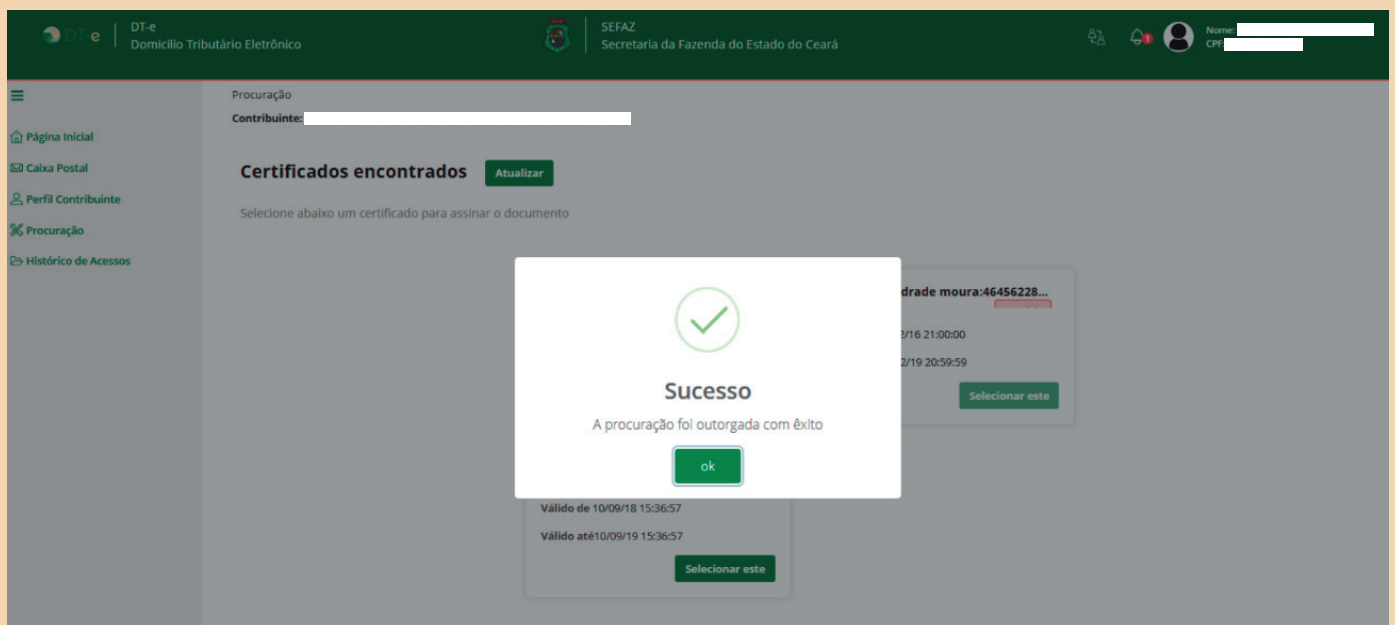 DT-e
DT-e
Domicilio Tributário Eletrônico
SEFAZ
Secretaria da Fazenda do Estado do Ceará
1
Nome:
CPF:
Procuração
Contribuinte:
Página Inicial
Caixa Postal
Perfil Contribuinte
Procuração
Histórico de Acessos
Certificados encontrados
Atualizar
Selecione abaixo um certificado para assinar o documento
drade moura:46456228...
2/16 21:00:00
2/19 20:59:59
Selecionar este
Sucesso
A procuração foi outorgada com êxito
ok
Válido de 10/09/18 15:36:57
Válido até10/09/19 15:36:57
Selecionar este